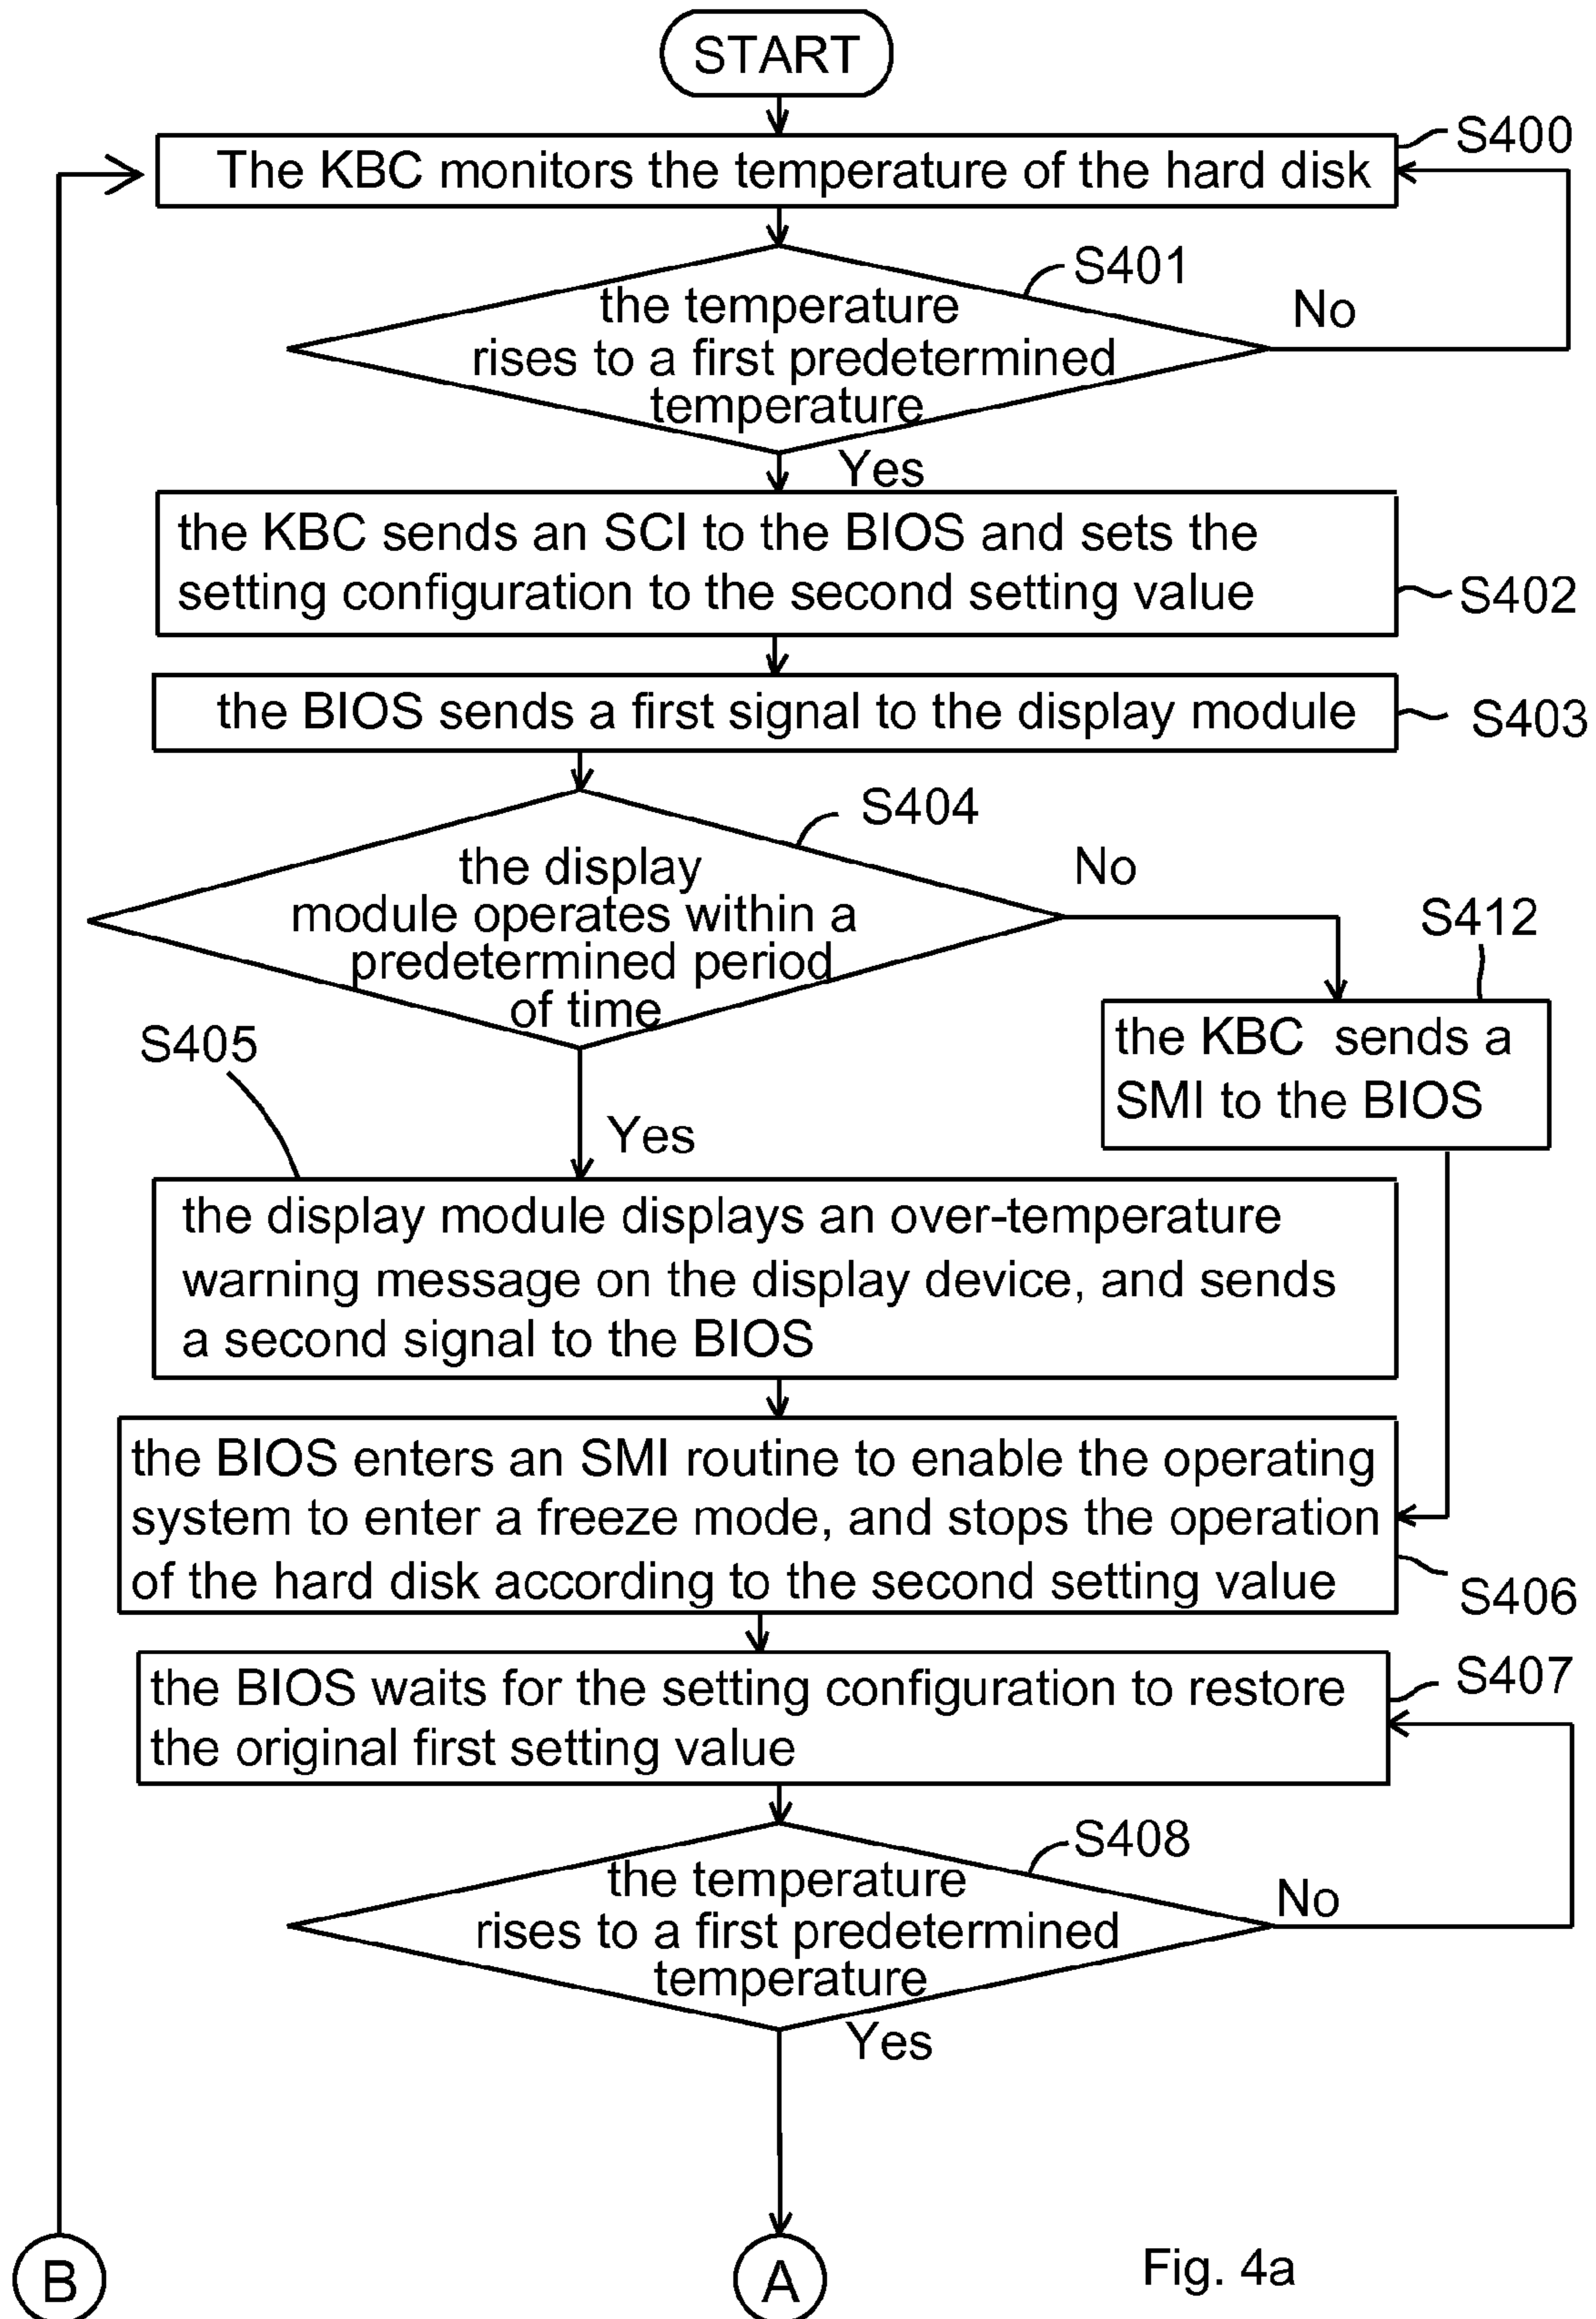 START
The KBC monitors the temperature of the hard disk
S400
S401
the temperature
rises to a first predetermined
temperature
No
Yes
the KBC sends an SCI to the BIOS and sets the
setting configuration to the second setting value
S402
the BIOS sends a first signal to the display module
S403
S404
the display
module operates within a
predetermined period
of time
No
S412
the KBC sends a
SMI to the BIOS
S405
Yes
the display module displays an over-temperature
warning message on the display device, and sends
a second signal to the BIOS
the BIOS enters an SMI routine to enable the operating
system to enter a freeze mode, and stops the operation
of the hard disk according to the second setting value
S406
the BIOS waits for the setting configuration to restore
the original first setting value
S407
S408
the temperature
rises to a first predetermined
temperature
No
Yes
B
A
Fig. 4a